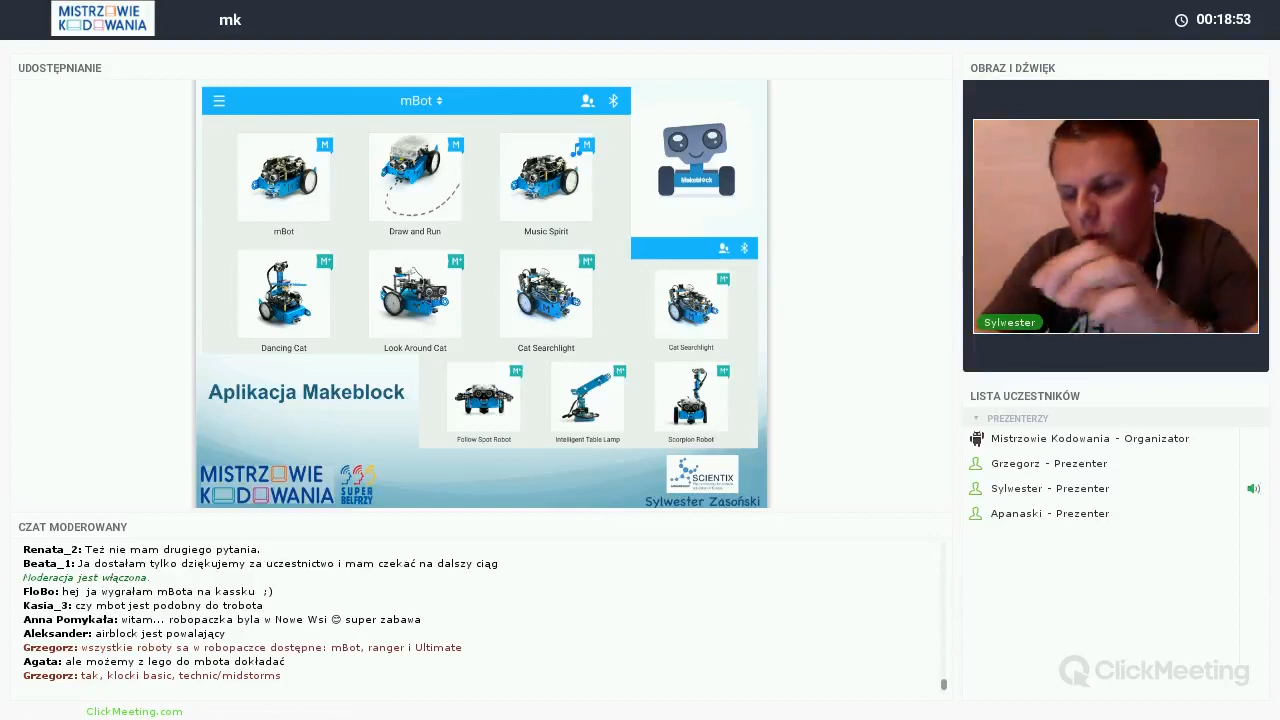 MISTRZOWIE
KODOWANIA
mk
00:18:53
UDOSTĘPNIANIE
mBot
M
M
M
mBot
Draw and Run
Music Spirit
M+
M+
M+
Dancing Cat
Look Around Cat
Cat Searchlight
Makeblock
M+
Cat Searchlight
M+
M+
M+
Follow Spot Robot
Intelligent Table Lamp
Scorpion Robot
Aplikacja Makeblock
MISTRZOWIE
KODOWANIA
SUPER
BELFRZY
SCIENTIX
Sylwester Zasoński
OBRAZ I DŹWIĘK
Sylwester
LISTA UCZESTNIKÓW
PREZENTERZY
Mistrzowie Kodowania - Organizator
Grzegorz - Prezenter
Sylwester - Prezenter
Apanaski - Prezenter
CZAT MODEROWANY
Renata_2: Też nie mam drugiego pytania.
Beata_1: Ja dostałam tylko dziękujemy za uczestnictwo i mam czekać na dalszy ciąg
Moderacja jest włączona.
FloBo: hej ja wygrałam mBota na kassku ;)
Kasia_3: czy mbot jest podobny do trobota
Anna Pomykała: witam... robopaczka byla w Nowe Wsi 😊 super zabawa
Aleksander: airblock jest powalający
Grzegorz: wszystkie roboty sa w robopaczce dostępne: mBot, ranger i Ultimate
Agata: ale możemy z lego do mbota dokładać
Grzegorz: tak, klocki basic, technic/midstorms
ClickMeeting
ClickMeeting.com